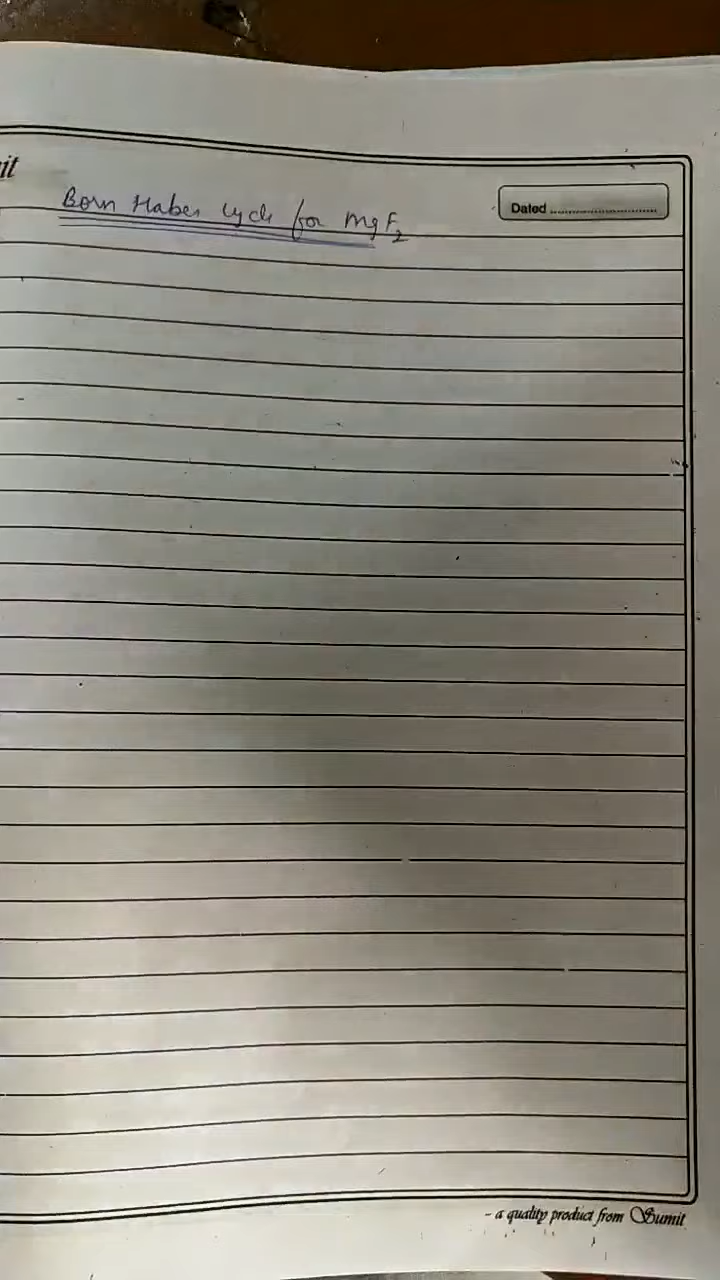 it
Born Haber Cycle for MgF2
Dated ..............................
- a quality product from Sumit